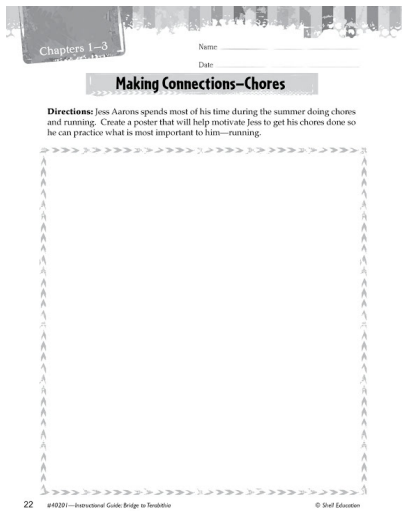 Chapters 1–3
Name
Date
Making Connections–Chores
Directions: Jess Aarons spends most of his time during the summer doing chores
and running. Create a poster that will help motivate Jess to get his chores done so
he can practice what is most important to him—running.
22 #40201—Instructional Guide: Bridge to Terabithia © Shell Education